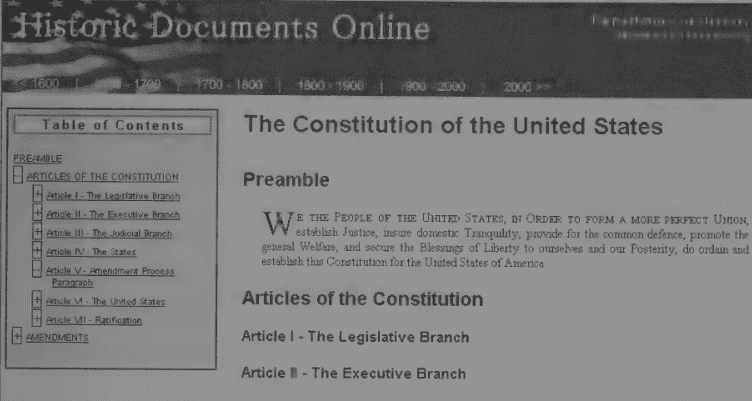 Historic Documents Online
<= 1600 | - 1700 | 1700 - 1800 | 1800 - 1900 | 1900 - 2000 | 2000 >=
Table of Contents
PREAMBLE
ARTICLES OF THE CONSTITUTION
Article I - The Legislative Branch
Article II - The Executive Branch
Article III - The Judicial Branch
Article IV - The States
Article V - Amendment Process
Paragraph
Article VI - The United States
Article VII - Ratification
AMENDMENTS
The Constitution of the United States
Preamble
WE THE PEOPLE OF THE UNITED STATES, IN ORDER TO FORM A MORE PERFECT UNION,
establish Justice, insure domestic Tranquility, provide for the common defence, promote the
general Welfare, and secure the Blessings of Liberty to ourselves and our Posterity, do ordain and
establish this Constitution for the United States of America.
Articles of the Constitution
Article I - The Legislative Branch
Article II - The Executive Branch